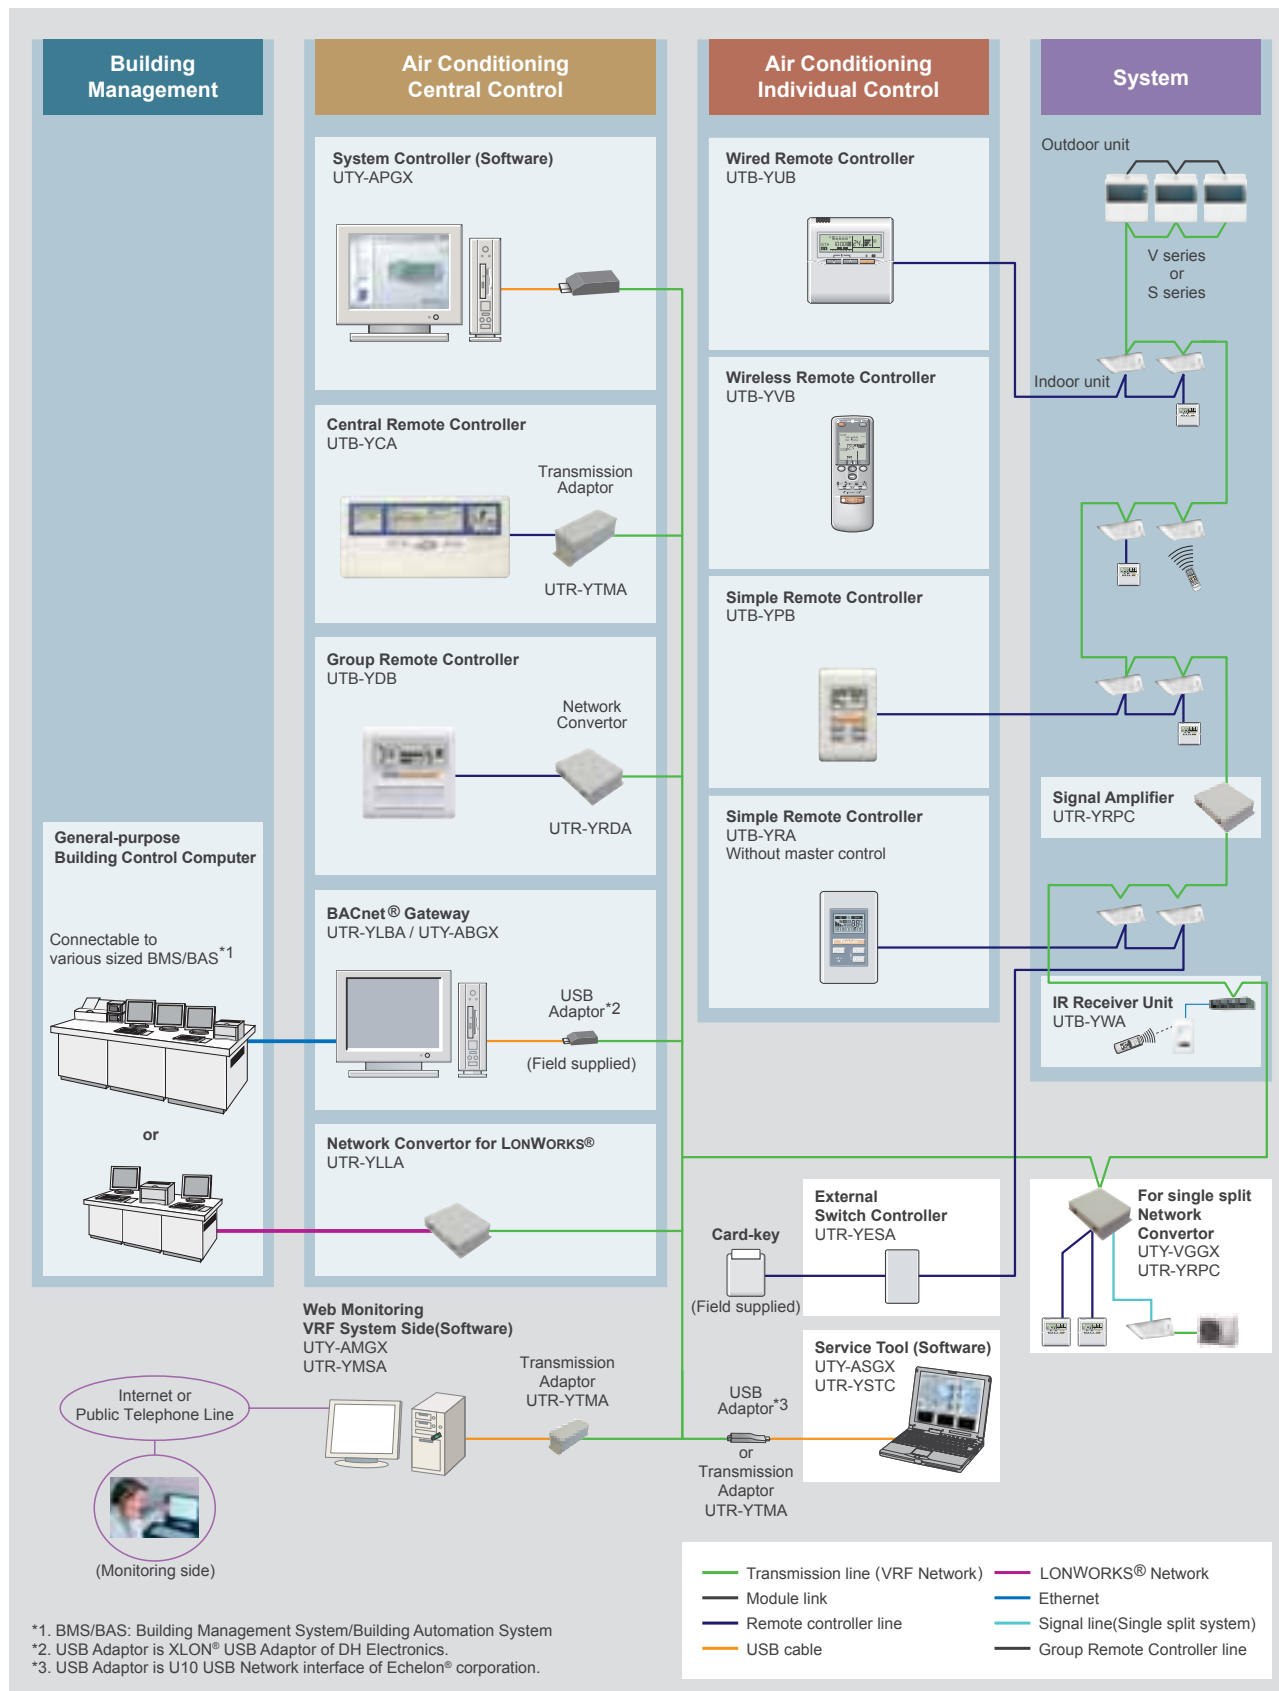 Building
Management
Air Conditioning
Central Control
Air Conditioning
Individual Control
System
System Controller (Software)
UTY-APGX
Central Remote Controller
UTB-YCA
Transmission
Adaptor
UTR-YTMA
Group Remote Controller
UTB-YDB
Network
Convertor
UTR-YRDA
BACnet® Gateway
UTR-YLBA / UTY-ABGX
USB
Adaptor*2
(Field supplied)
Network Convertor for LONWORKS®
UTR-YLLA
General-purpose
Building Control Computer
Connectable to
various sized BMS/BAS*1
or
Wired Remote Controller
UTB-YUB
Wireless Remote Controller
UTB-YVB
Simple Remote Controller
UTB-YPB
Simple Remote Controller
UTB-YRA
Without master control
Outdoor unit
V series
or
S series
Indoor unit
Signal Amplifier
UTR-YRPC
IR Receiver Unit
UTB-YWA
Card-key
(Field supplied)
External
Switch Controller
UTR-YESA
For single split
Network
Convertor
UTY-VGGX
UTR-YRPC
Web Monitoring
VRF System Side(Software)
UTY-AMGX
UTR-YMSA
Transmission
Adaptor
UTR-YTMA
USB
Adaptor*3
or
Transmission
Adaptor
UTR-YTMA
Service Tool (Software)
UTY-ASGX
UTR-YSTC
Internet or
Public Telephone Line
(Monitoring side)
Transmission line (VRF Network)
Module link
Remote controller line
USB cable
LONWORKS® Network
Ethernet
Signal line(Single split system)
Group Remote Controller line
*1. BMS/BAS: Building Management System/Building Automation System
*2. USB Adaptor is XLON® USB Adaptor of DH Electronics.
*3. USB Adaptor is U10 USB Network interface of Echelon® corporation.